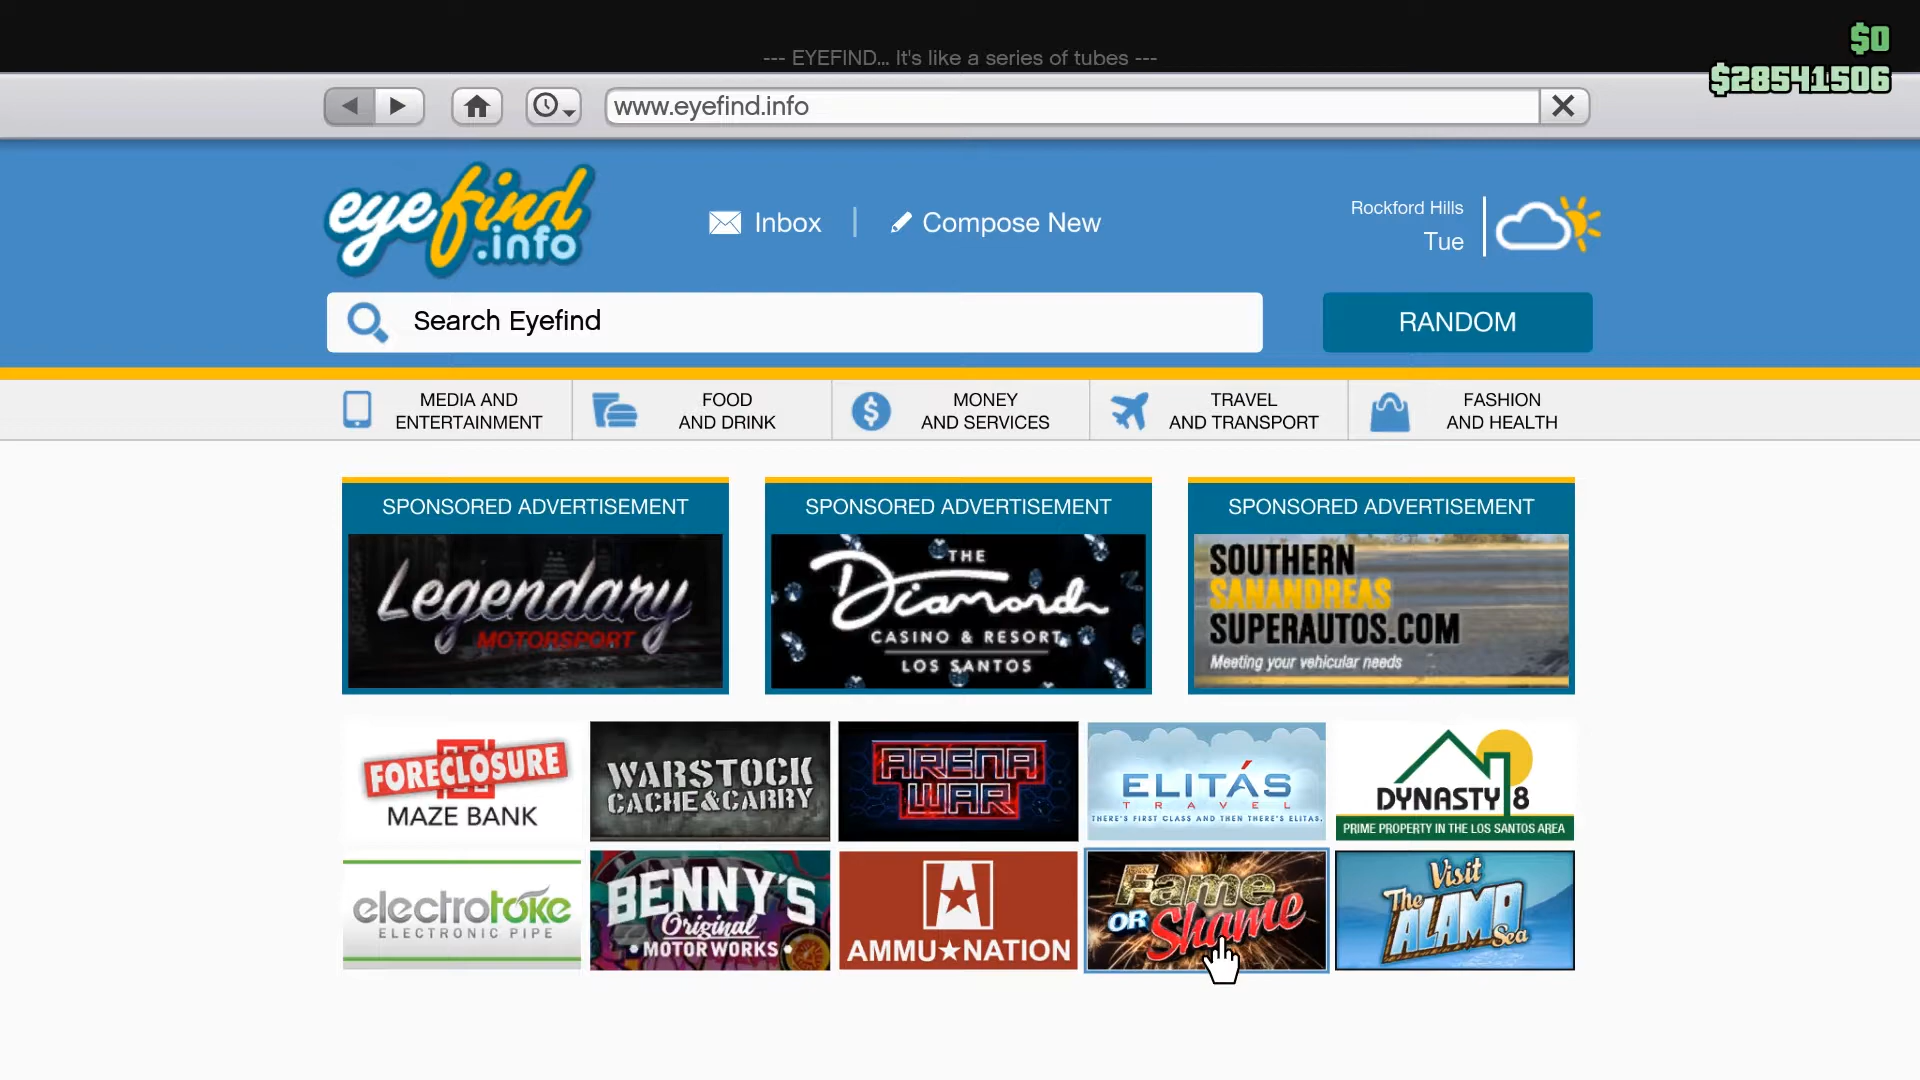 $0
--- EYEFIND... It's like a series of tubes ---
$28541506
www.eyefind.info
eyefind
.info
Inbox
Compose New
Rockford Hills
Tue
Search Eyefind
RANDOM
MEDIA AND
ENTERTAINMENT
FOOD
AND DRINK
MONEY
AND SERVICES
TRAVEL
AND TRANSPORT
FASHION
AND HEALTH
SPONSORED ADVERTISEMENT
Legendary
MOTORSPORT
SPONSORED ADVERTISEMENT
THE
Diamond
CASINO & RESORT
LOS SANTOS
SPONSORED ADVERTISEMENT
SOUTHERN
SANANDREAS
SUPERAUTOS.COM
Meeting your vehicular needs
FORECLOSURE
MAZE BANK
WARSTOCK
CACHE&CARRY
ARENA
WAR
ELITÁS
TRAVEL
THERE'S FIRST CLASS AND THEN THERE'S ELITAS.
DYNASTY 8
PRIME PROPERTY IN THE LOS SANTOS AREA
electrotoke
ELECTRONIC PIPE
BENNY'S
Original
MOTOR WORKS
AMMU★NATION
Fame
OR Shame
Visit
The ALAMO
Sea